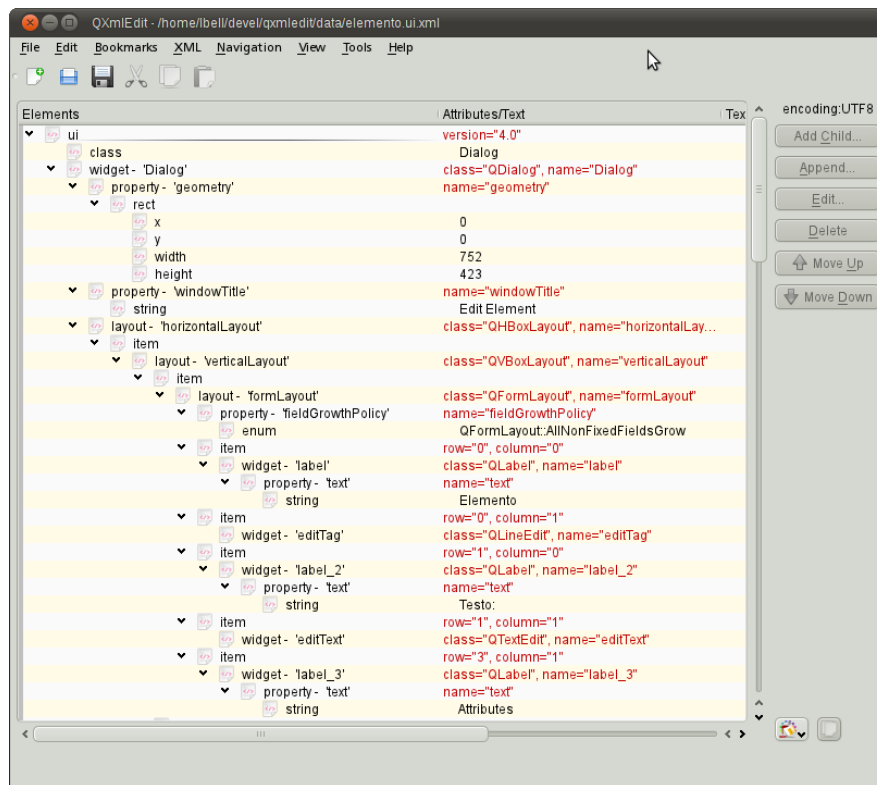 QXmlEdit - /home/lbell/devel/qxmledit/data/elemento.ui.xml
File Edit Bookmarks XML Navigation View Tools Help
Elements Attributes/Text Tex
ui version="4.0"
class Dialog
widget - 'Dialog' class="QDialog", name="Dialog"
property - 'geometry' name="geometry"
rect
x 0
y 0
width 752
height 423
property - 'windowTitle' name="windowTitle"
string Edit Element
layout - 'horizontalLayout' class="QHBoxLayout", name="horizontalLay...
item
layout - 'verticalLayout' class="QVBoxLayout", name="verticalLayout"
item
layout - 'formLayout' class="QFormLayout", name="formLayout"
property - 'fieldGrowthPolicy' name="fieldGrowthPolicy"
enum QFormLayout::AllNonFixedFieldsGrow
item row="0", column="0"
widget - 'label' class="QLabel", name="label"
property - 'text' name="text"
string Elemento
item row="0", column="1"
widget - 'editTag' class="QLineEdit", name="editTag"
item row="1", column="0"
widget - 'label_2' class="QLabel", name="label_2"
property - 'text' name="text"
string Testo:
item row="1", column="1"
widget - 'editText' class="QTextEdit", name="editText"
item row="3", column="1"
widget - 'label_3' class="QLabel", name="label_3"
property - 'text' name="text"
string Attributes
encoding:UTF8
Add Child...
Append...
Edit...
Delete
Move Up
Move Down